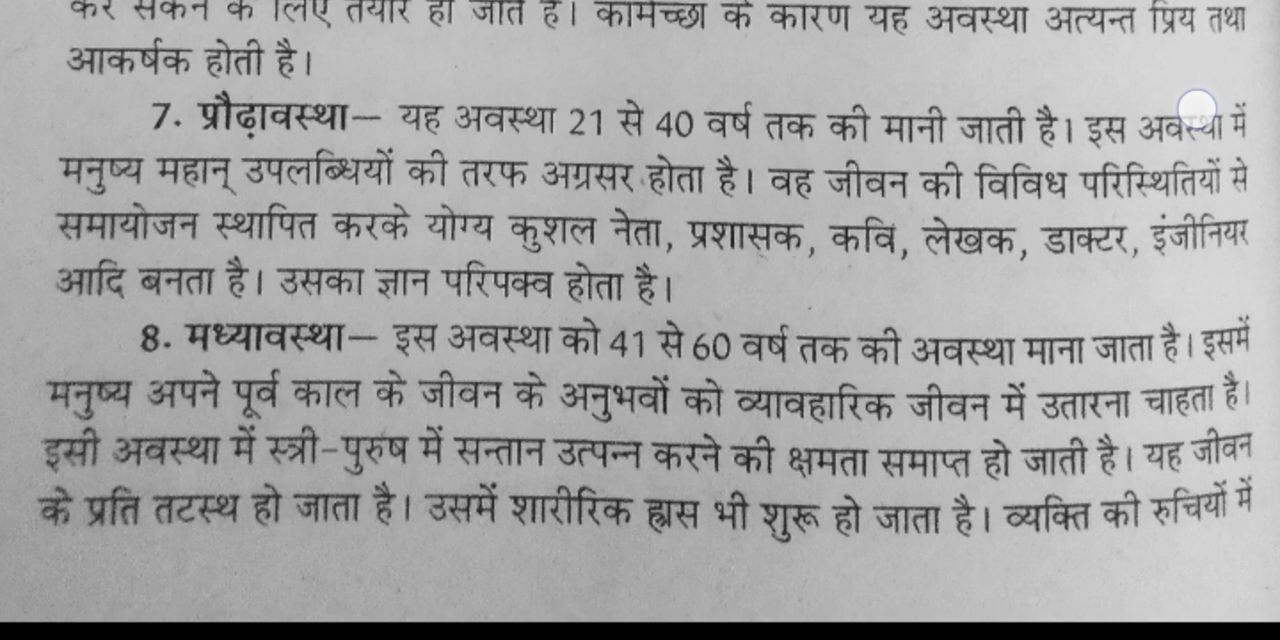 कर सकने के लिए तैयार हो जाते हैं। कामेच्छा के कारण यह अवस्था अत्यन्त प्रिय तथा
आकर्षक होती है।
7. प्रौढ़ावस्था— यह अवस्था 21 से 40 वर्ष तक की मानी जाती है। इस अवस्था में
मनुष्य महान् उपलब्धियों की तरफ अग्रसर होता है। वह जीवन की विविध परिस्थितियों से
समायोजन स्थापित करके योग्य कुशल नेता, प्रशासक, कवि, लेखक, डाक्टर, इंजीनियर
आदि बनता है। उसका ज्ञान परिपक्व होता है।
8. मध्यावस्था— इस अवस्था को 41 से 60 वर्ष तक की अवस्था माना जाता है। इसमें
मनुष्य अपने पूर्व काल के जीवन के अनुभवों को व्यावहारिक जीवन में उतारना चाहता है।
इसी अवस्था में स्त्री-पुरुष में सन्तान उत्पन्न करने की क्षमता समाप्त हो जाती है। यह जीवन
के प्रति तटस्थ हो जाता है। उसमें शारीरिक ह्रास भी शुरू हो जाता है। व्यक्ति की रुचियों में